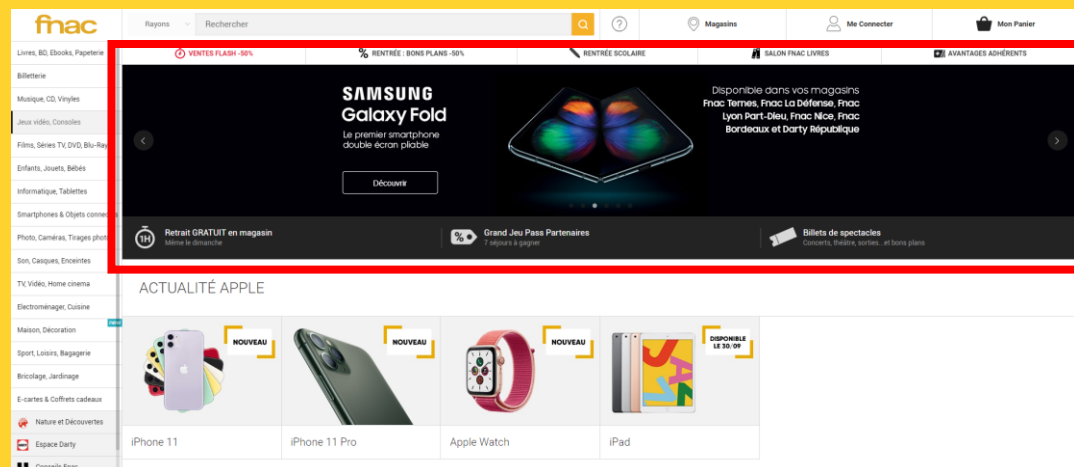 fnac
Rayons
Rechercher
?
Magasins
Me Connecter
Mon Panier
Livres, BD, Ebooks, Papeterie
Billetterie
Musique, CD, Vinyles
Jeux vidéo, Consoles
Films, Séries TV, DVD, Blu-Ray
Enfants, Jouets, Bébés
Informatique, Tablettes
Smartphones & Objets
Photo, Caméras, Tirages
Son, Casques, Enceintes
TV, Vidéo, Home cinema
Electroménager, Cuisine
Maison, Décoration
Sport, Loisirs, Bagagerie
Bricolage, Jardinage
E-cartes & Coffrets cadeaux
Nature et Découvertes
Espace Darty
Conseils Fnac
VENTES FLASH -50%
% RENTRÉE : BONS PLANS -50%
RENTRÉE SCOLAIRE
SALON FNAC LIVRES
AVANTAGES ADHÉRENTS
SAMSUNG
Galaxy Fold
Le premier smartphone
double écran pliable
Découvrir
Disponible dans vos magasins
Fnac Ternes, Fnac La Défense, Fnac
Lyon Part-Dieu, Fnac Nice, Fnac
Bordeaux et Darty République
1H
Retrait GRATUIT en magasin
Même le dimanche
%
Grand Jeu Pass Partenaires
7 séjours à gagner
Billets de spectacles
Concerts, théâtre, sorties...et bons plans
ACTUALITÉ APPLE
NOUVEAU
NOUVEAU
NOUVEAU
DISPONIBLE
LE 30/09
iPhone 11
iPhone 11 Pro
Apple Watch
iPad